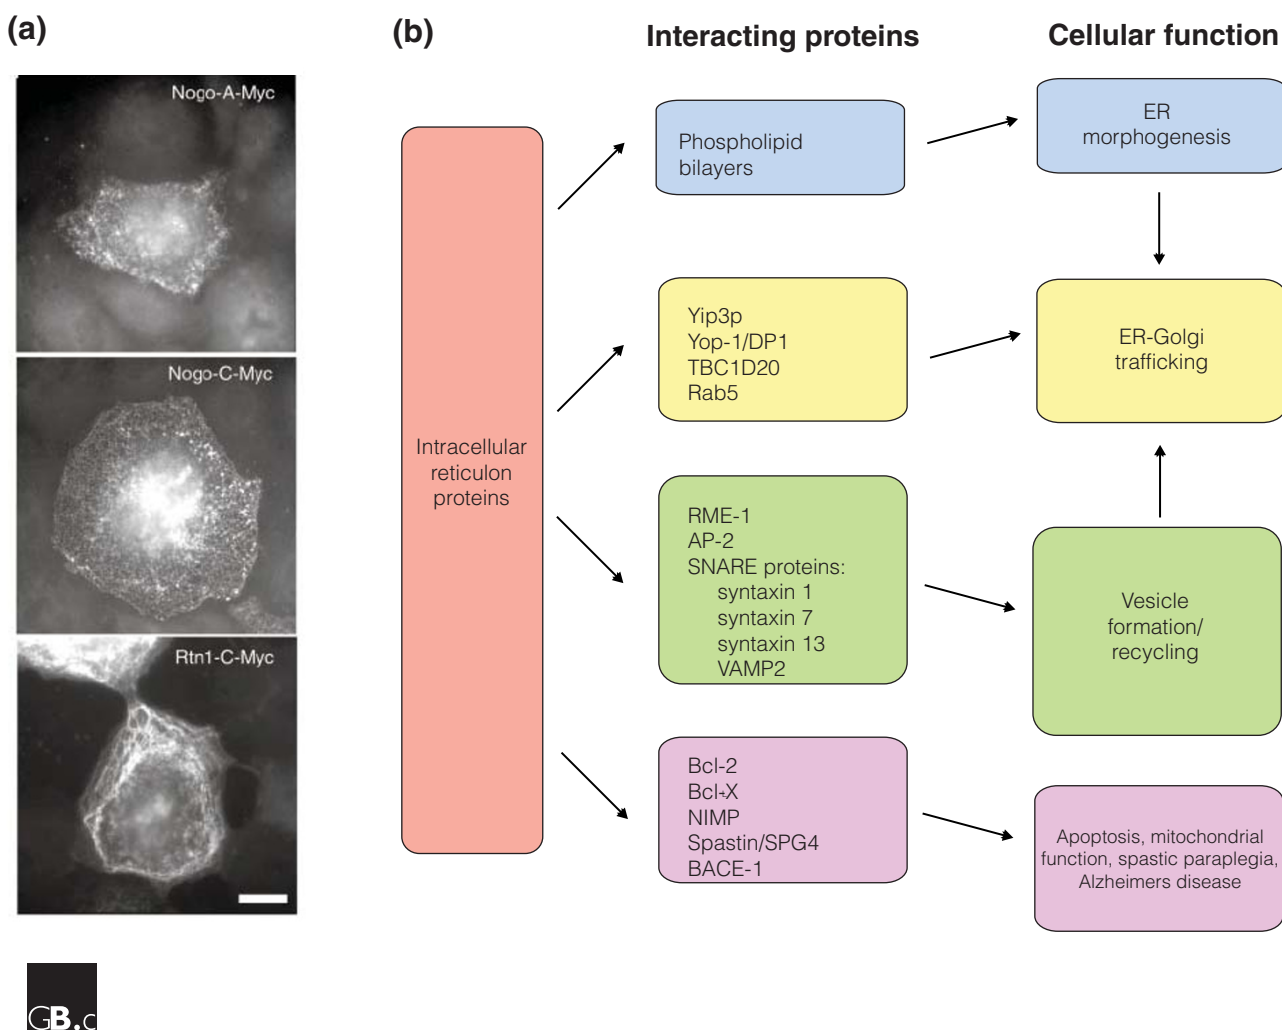 (a)
Nogo-A-Myc
Nogo-C-Myc
Rtn1-C-Myc
(b)
Interacting proteins
Cellular function
Intracellular
reticulon
proteins
Phospholipid
bilayers
ER
morphogenesis
Yip3p
Yop-1/DP1
TBC1D20
Rab5
ER-Golgi
trafficking
RME-1
AP-2
SNARE proteins:
syntaxin 1
syntaxin 7
syntaxin 13
VAMP2
Vesicle
formation/
recycling
Bcl-2
Bcl-X
NIMP
Spastin/SPG4
BACE-1
Apoptosis, mitochondrial
function, spastic paraplegia,
Alzheimers disease
GB.c